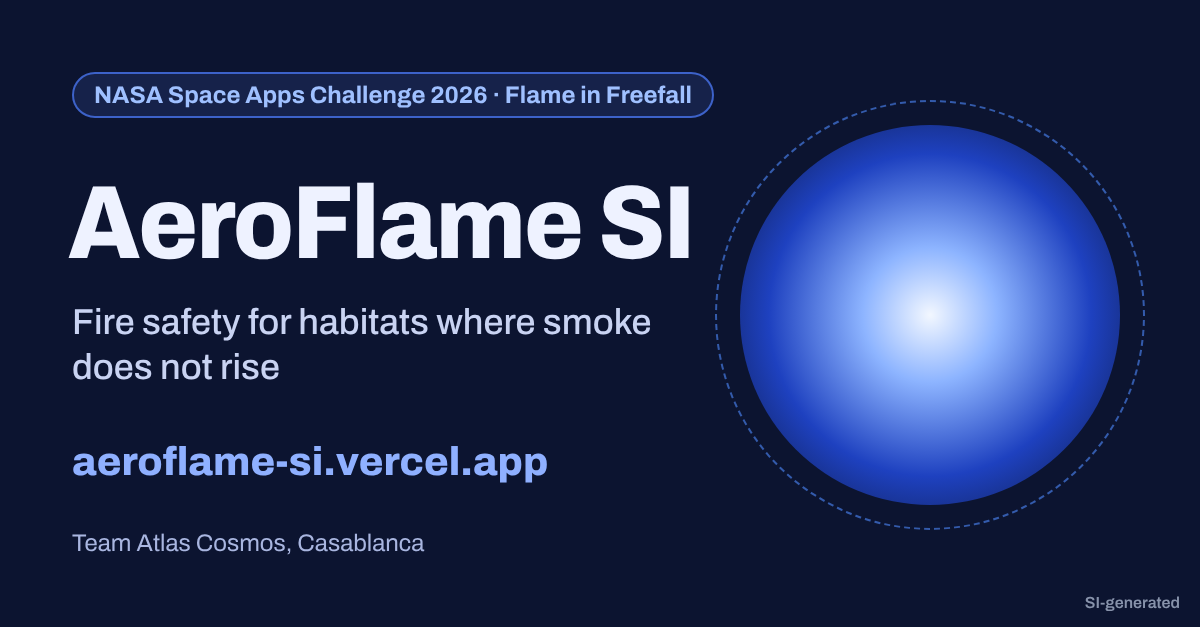 NASA Space Apps Challenge 2026 · Flame in Freefall
AeroFlame SI
Fire safety for habitats where smoke
does not rise
aeroflame-si.vercel.app
Team Atlas Cosmos, Casablanca
SI-generated